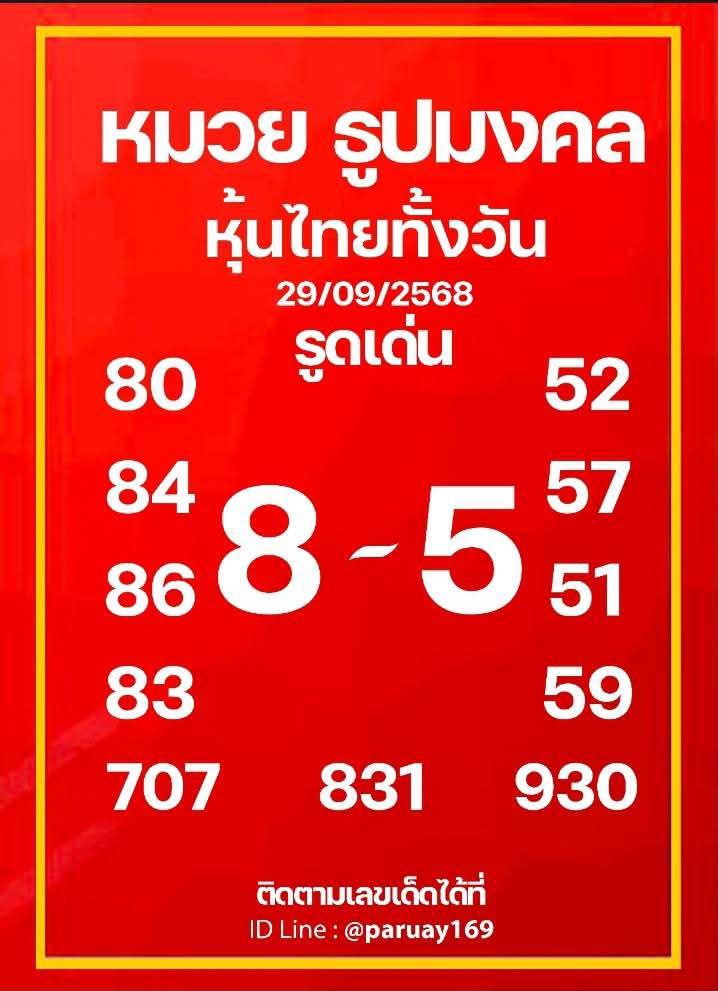 หมวย ธูปมงคล
หุ้นไทยทั้งวัน
29/09/2568
รูดเด่น
80 52
84 57
8 - 5
86 51
83 59
707 831 930
ติดตามเลขเด็ดได้ที่
ID Line : @paruay169